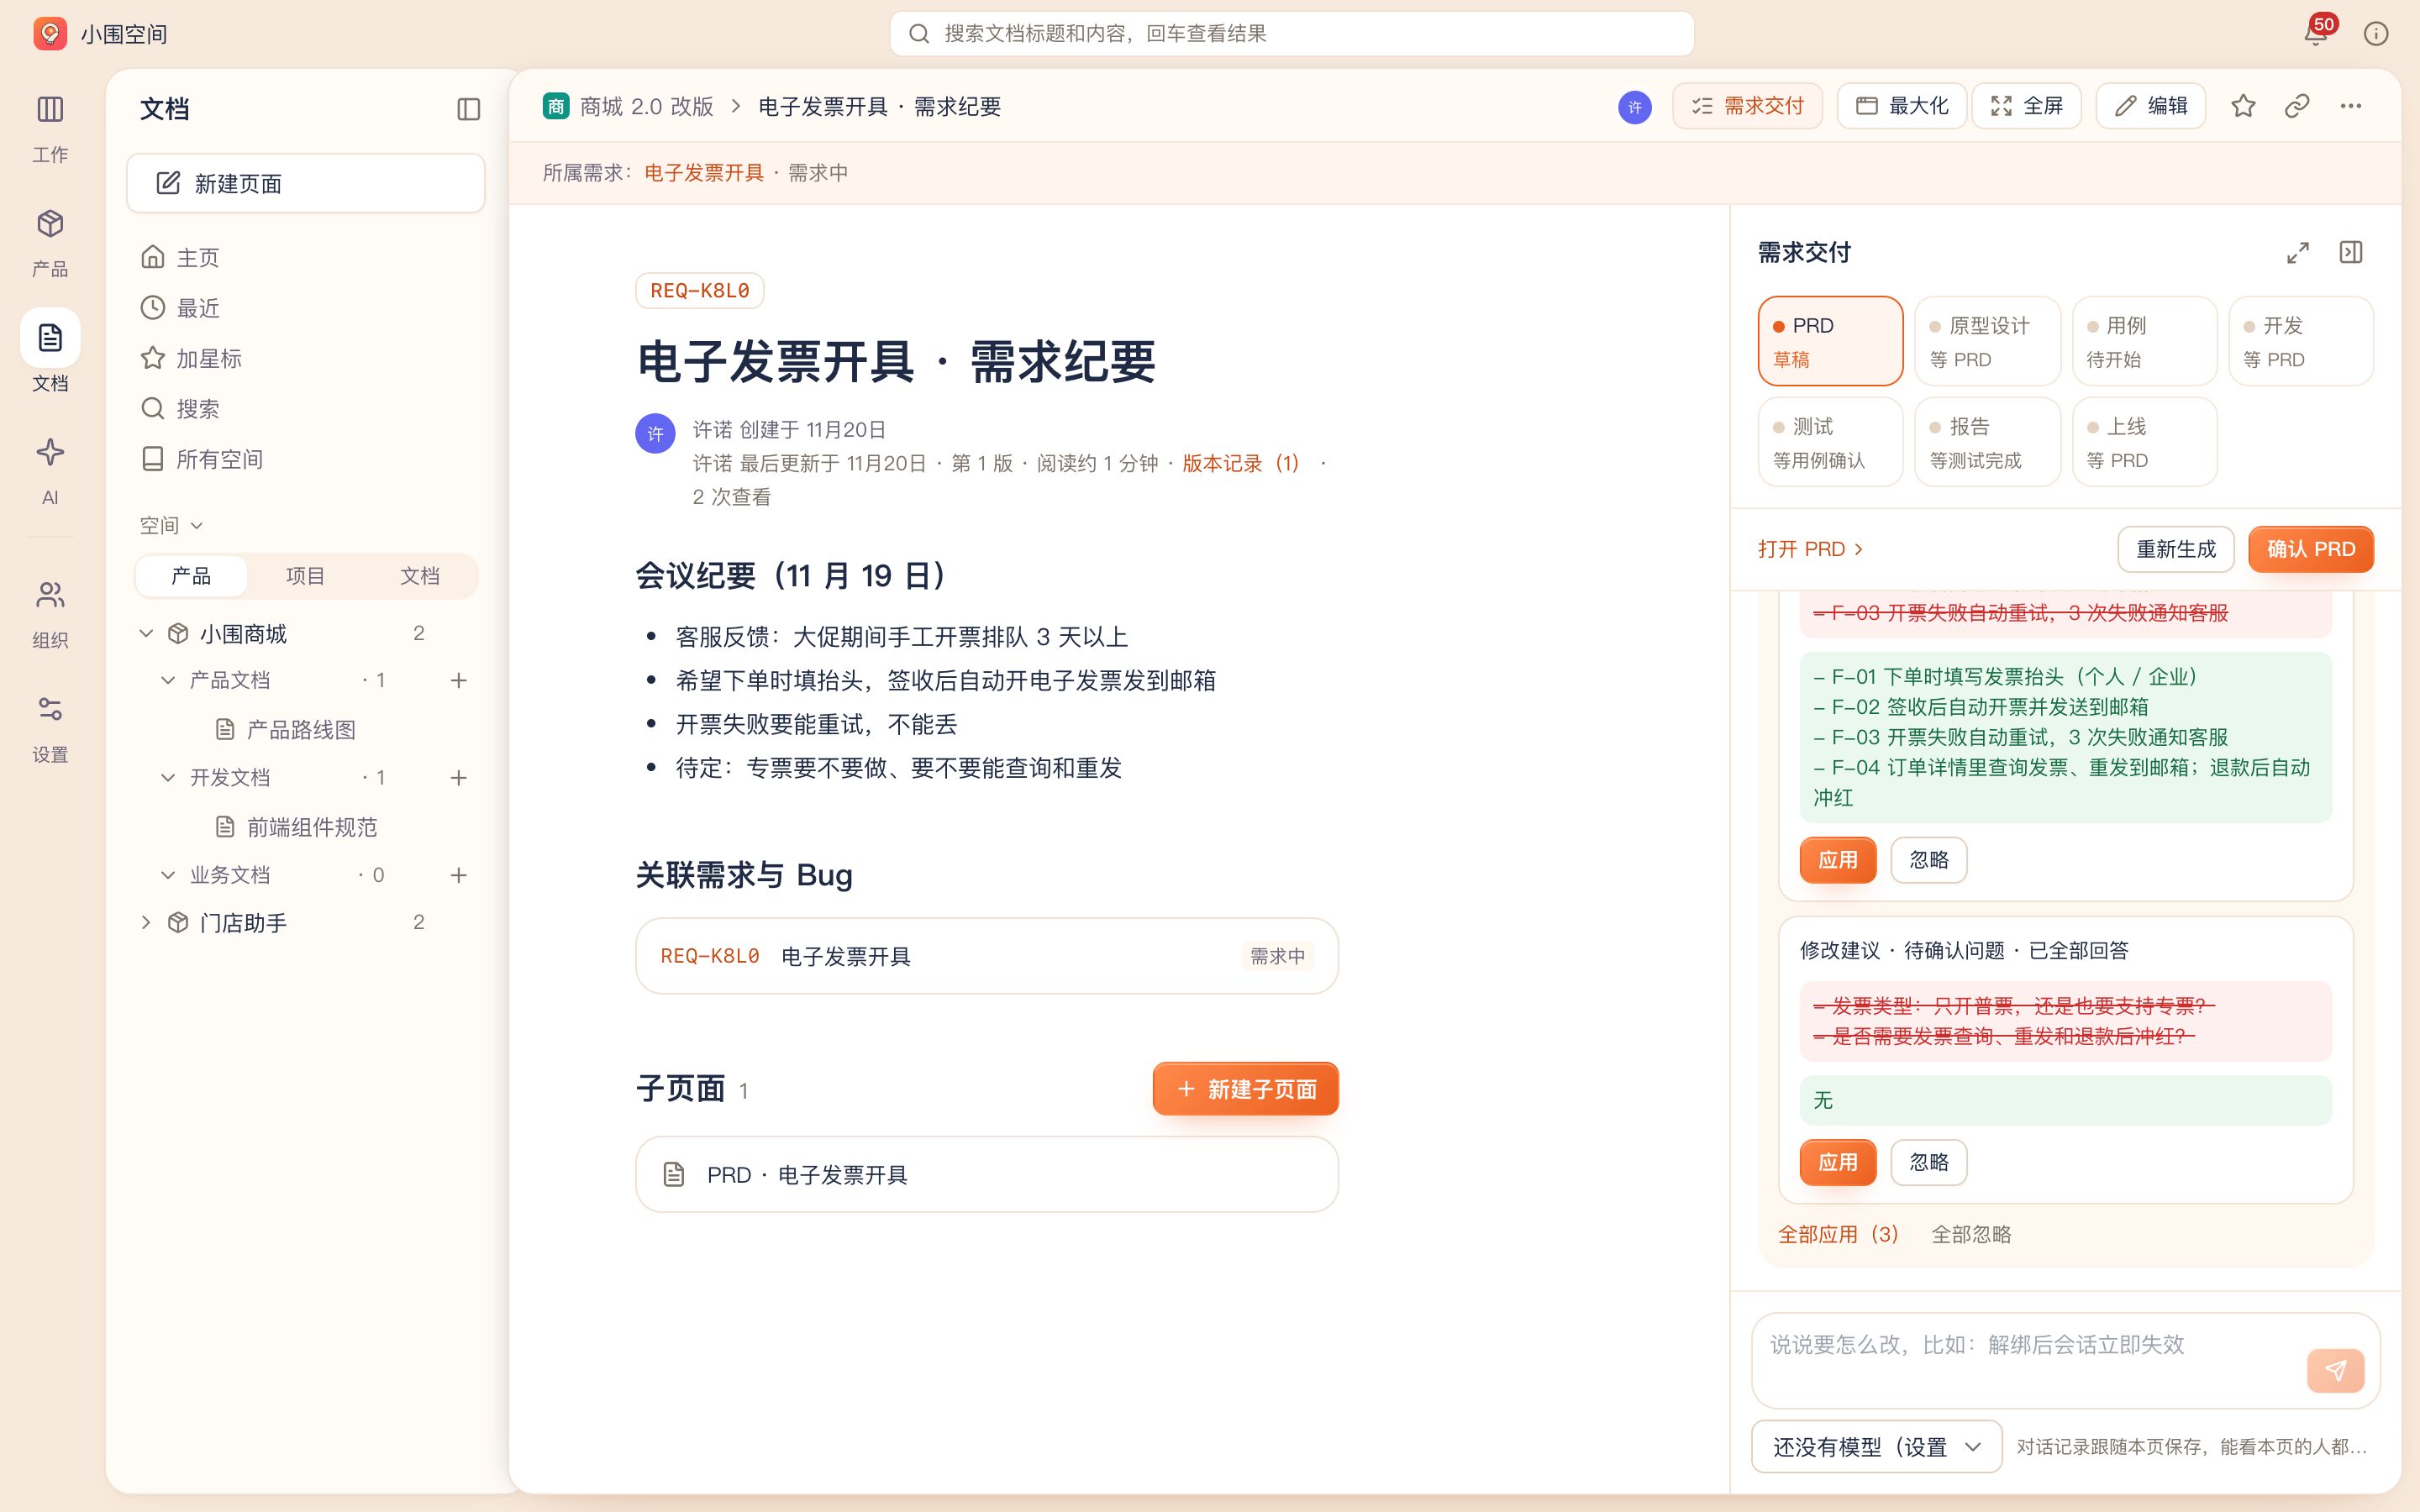 小围空间
搜索文档标题和内容，回车查看结果
50
工作
产品
文档
AI
组织
设置
文档
新建页面
主页
最近
加星标
搜索
所有空间
空间
产品 项目 文档
小围商城 2
产品文档 · 1
产品路线图
开发文档 · 1
前端组件规范
业务文档 · 0
门店助手 2
商 商城 2.0 改版 > 电子发票开具 · 需求纪要
许 需求交付 最大化 全屏 编辑
所属需求：电子发票开具 · 需求中
REQ-K8L0
电子发票开具 · 需求纪要
许
许诺 创建于 11月20日
许诺 最后更新于 11月20日 · 第 1 版 · 阅读约 1 分钟 · 版本记录（1） ·
2 次查看
会议纪要（11 月 19 日）
• 客服反馈：大促期间手工开票排队 3 天以上
• 希望下单时填抬头，签收后自动开电子发票发到邮箱
• 开票失败要能重试，不能丢
• 待定：专票要不要做、要不要能查询和重发
关联需求与 Bug
REQ-K8L0 电子发票开具 需求中
子页面 1
+ 新建子页面
PRD · 电子发票开具
需求交付
PRD
草稿
原型设计
等 PRD
用例
待开始
开发
等 PRD
测试
等用例确认
报告
等测试完成
上线
等 PRD
打开 PRD >
重新生成
确认 PRD
- F-03 开票失败自动重试，3 次失败通知客服
- F-01 下单时填写发票抬头（个人 / 企业）
- F-02 签收后自动开票并发送到邮箱
- F-03 开票失败自动重试，3 次失败通知客服
- F-04 订单详情里查询发票、重发到邮箱；退款后自动
冲红
应用 忽略
修改建议 · 待确认问题 · 已全部回答
- 发票类型：只开普票，还是也要支持专票？
- 是否需要发票查询、重发和退款后冲红？
无
应用 忽略
全部应用（3） 全部忽略
说说要怎么改，比如：解绑后会话立即失效
还没有模型（设置
对话记录跟随本页保存，能看本页的人都...